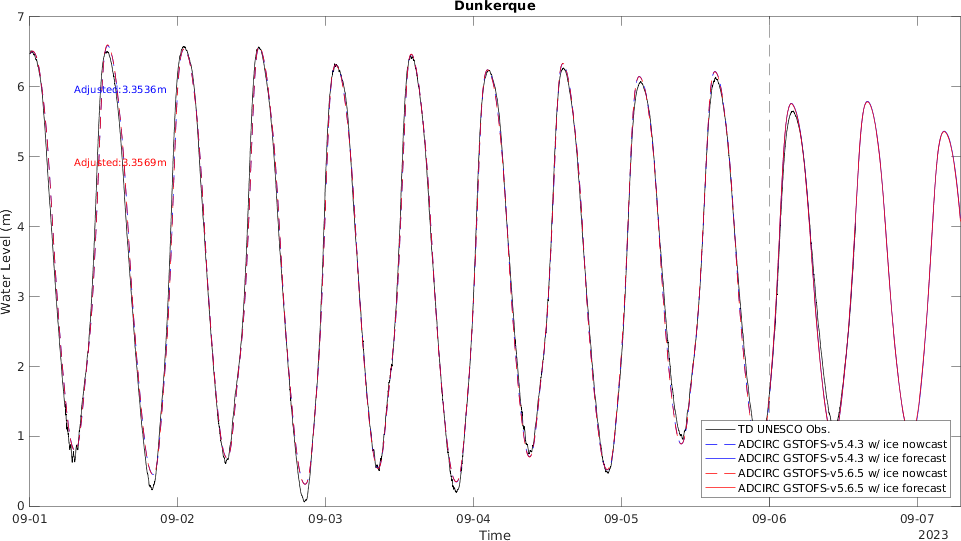 Dunkerque
7
6
5
4
3
2
1
0
Water Level (m)
Adjusted:3.3536m
Adjusted:3.3569m
TD UNESCO Obs.
ADCIRC GSTOFS-v5.4.3 w/ ice nowcast
ADCIRC GSTOFS-v5.4.3 w/ ice forecast
ADCIRC GSTOFS-v5.6.5 w/ ice nowcast
ADCIRC GSTOFS-v5.6.5 w/ ice forecast
09-01 09-02 09-03 09-04 09-05 09-06 09-07
Time
2023